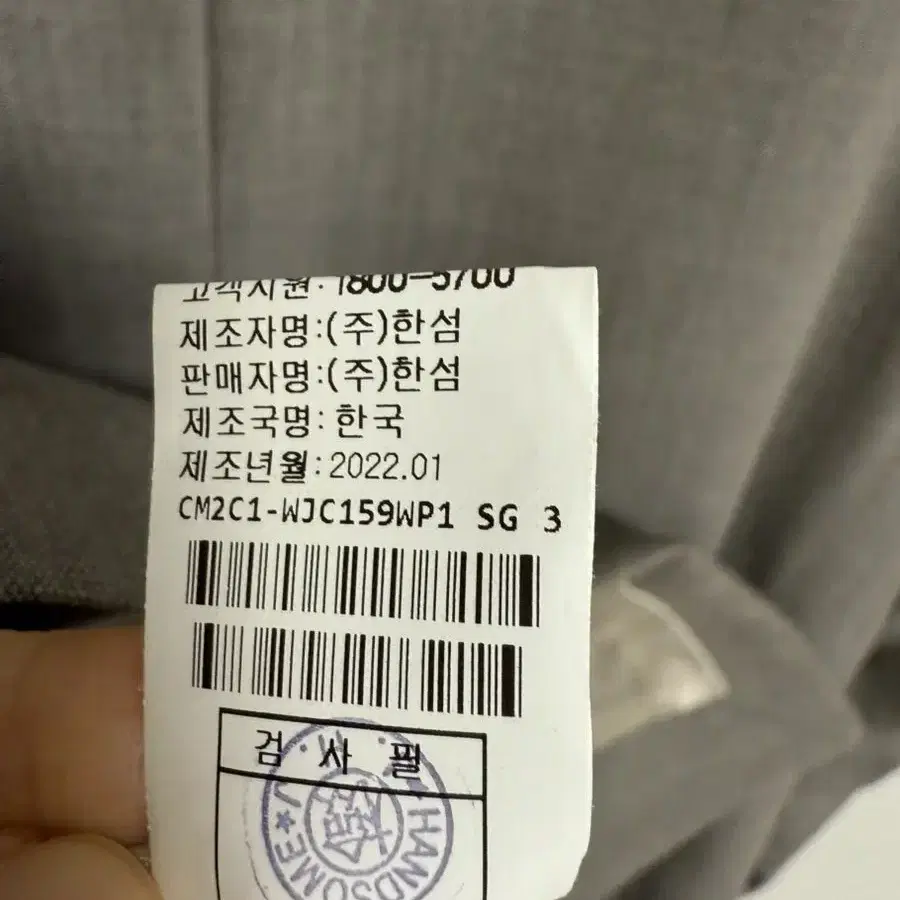 고객지원: 1800-5700
제조자명:(주)한섬
판매자명:(주)한섬
제조국명: 한국
제조년월:2022.01
CM2C1-WJC159WP1 SG 3
검 사 필
HANDSOME